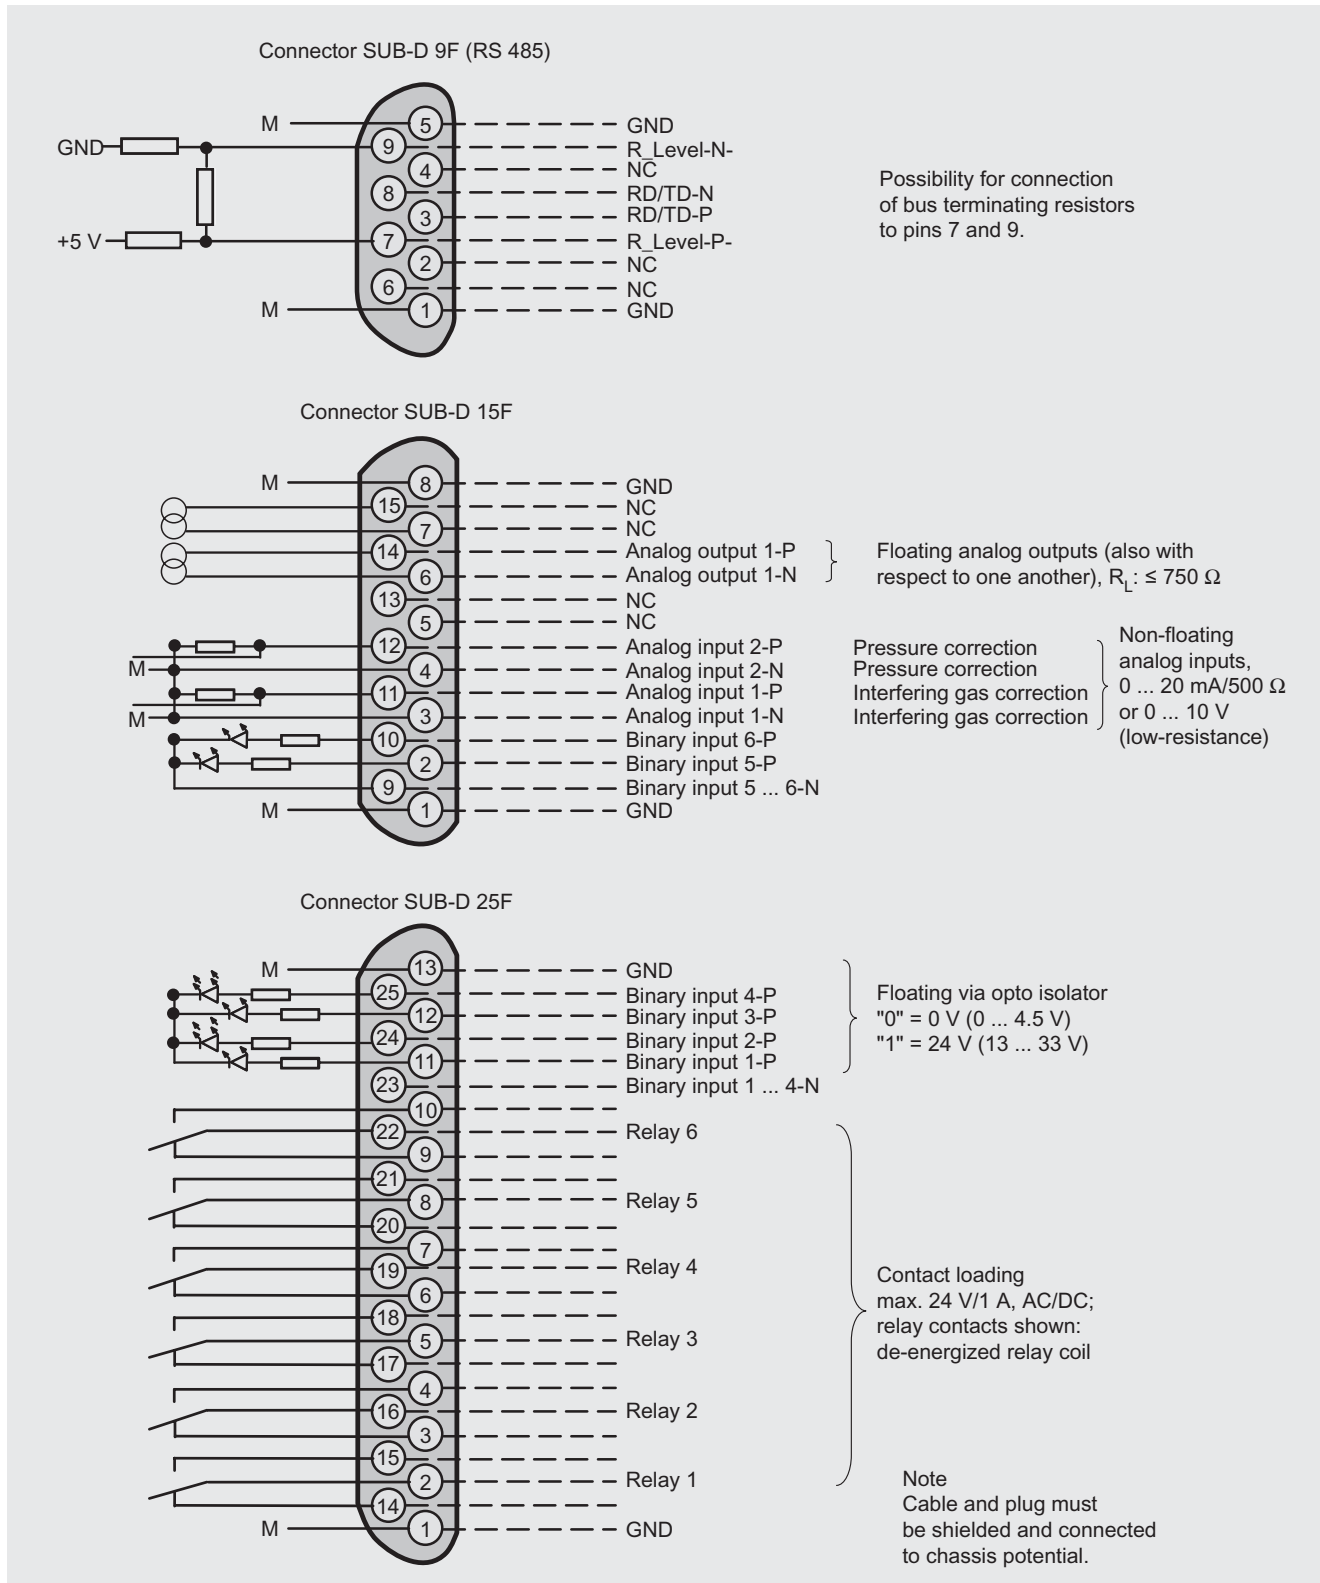 Connector SUB-D 9F (RS 485)
M 5 GND
GND 9 R_Level-N-
4 NC
8 RD/TD-N
3 RD/TD-P
+5 V 7 R_Level-P-
2 NC
6 NC
M 1 GND
Possibility for connection
of bus terminating resistors
to pins 7 and 9.
Connector SUB-D 15F
M 8 GND
15 NC
7 NC
14 Analog output 1-P
6 Analog output 1-N
Floating analog outputs (also with
respect to one another), RL: ≤ 750 Ω
13 NC
5 NC
12 Analog input 2-P Pressure correction
M 4 Analog input 2-N Pressure correction
11 Analog input 1-P Interfering gas correction
M 3 Analog input 1-N Interfering gas correction
Non-floating
analog inputs,
0 ... 20 mA/500 Ω
or 0 ... 10 V
(low-resistance)
10 Binary input 6-P
2 Binary input 5-P
9 Binary input 5 ... 6-N
M 1 GND
Connector SUB-D 25F
M 13 GND
25 Binary input 4-P
12 Binary input 3-P
24 Binary input 2-P
11 Binary input 1-P
23 Binary input 1 ... 4-N
Floating via opto isolator
"0" = 0 V (0 ... 4.5 V)
"1" = 24 V (13 ... 33 V)
10
22 Relay 6
9
21
8 Relay 5
20
7
19 Relay 4
6
18
5 Relay 3
17
4
16 Relay 2
3
15
2 Relay 1
14
M 1 GND
Contact loading
max. 24 V/1 A, AC/DC;
relay contacts shown:
de-energized relay coil
Note
Cable and plug must
be shielded and connected
to chassis potential.